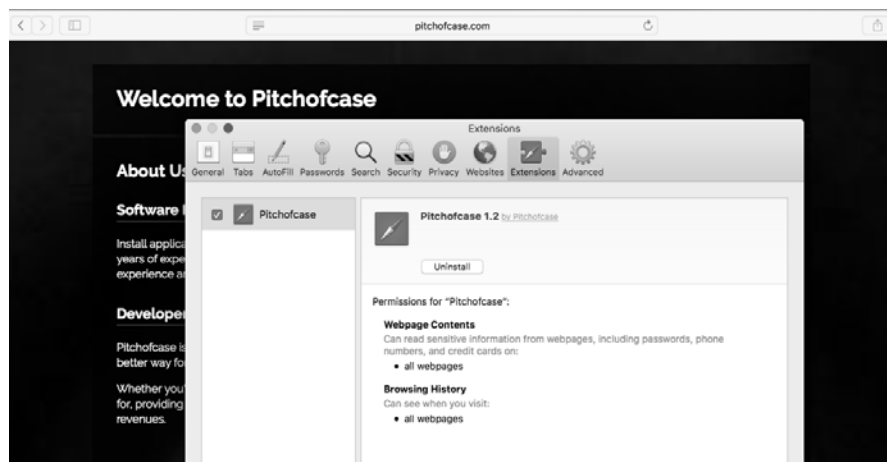 pitchofcase.com
Welcome to Pitchofcase
Extensions
General Tabs AutoFill Passwords Search Security Privacy Websites Extensions Advanced
About Us
Software
Install applica
years of expe
experience a
Develope
Pitchofcase is
better way fo
Whether you'
for, providing
revenues.
Pitchofcase
Pitchofcase 1.2 by Pitchofcase
Uninstall
Permissions for "Pitchofcase":
Webpage Contents
Can read sensitive information from webpages, including passwords, phone
numbers, and credit cards on:
• all webpages
Browsing History
Can see when you visit:
• all webpages